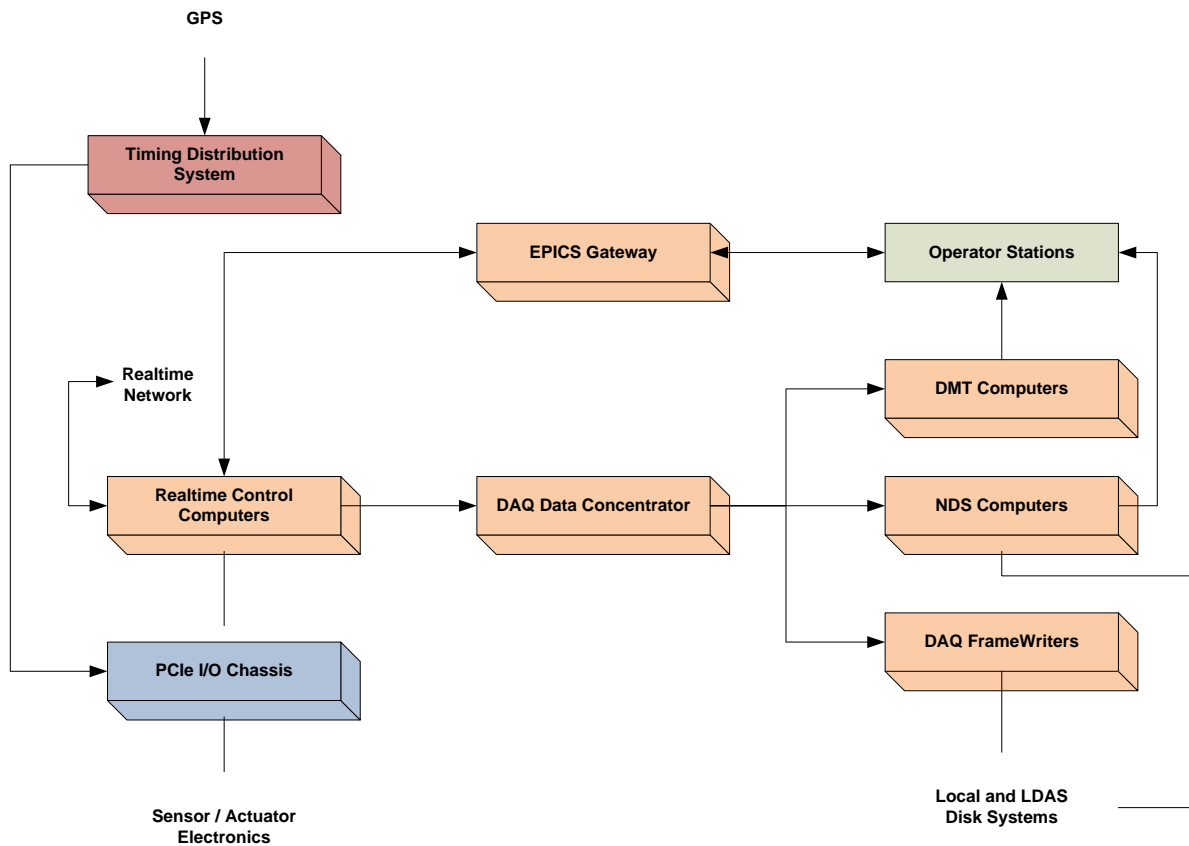 GPS
Timing Distribution
System
EPICS Gateway
Operator Stations
Realtime
Network
DMT Computers
Realtime Control
Computers
DAQ Data Concentrator
NDS Computers
DAQ FrameWriters
PCIe I/O Chassis
Sensor / Actuator
Electronics
Local and LDAS
Disk Systems